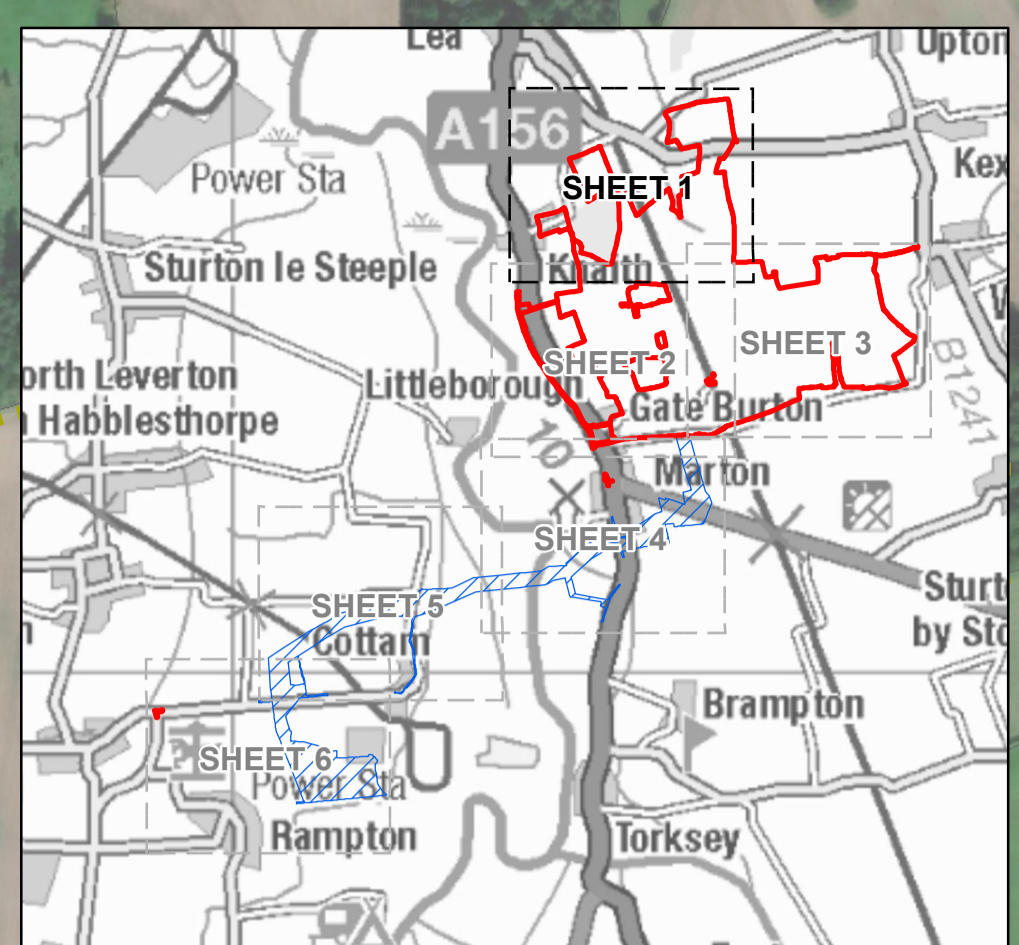 Lea
Upton
A156
Power Sta
Kex
SHEET 1
Sturton le Steeple
Knaith
SHEET 3
SHEET 2
orth Leverton
Littleborough
Habblesthorpe
Gate Burton
B1241
10
Marton
SHEET 4
Sturt
by Sto
SHEET 5
Cottam
Brampton
SHEET 6
Power Sta
Rampton
Torksey